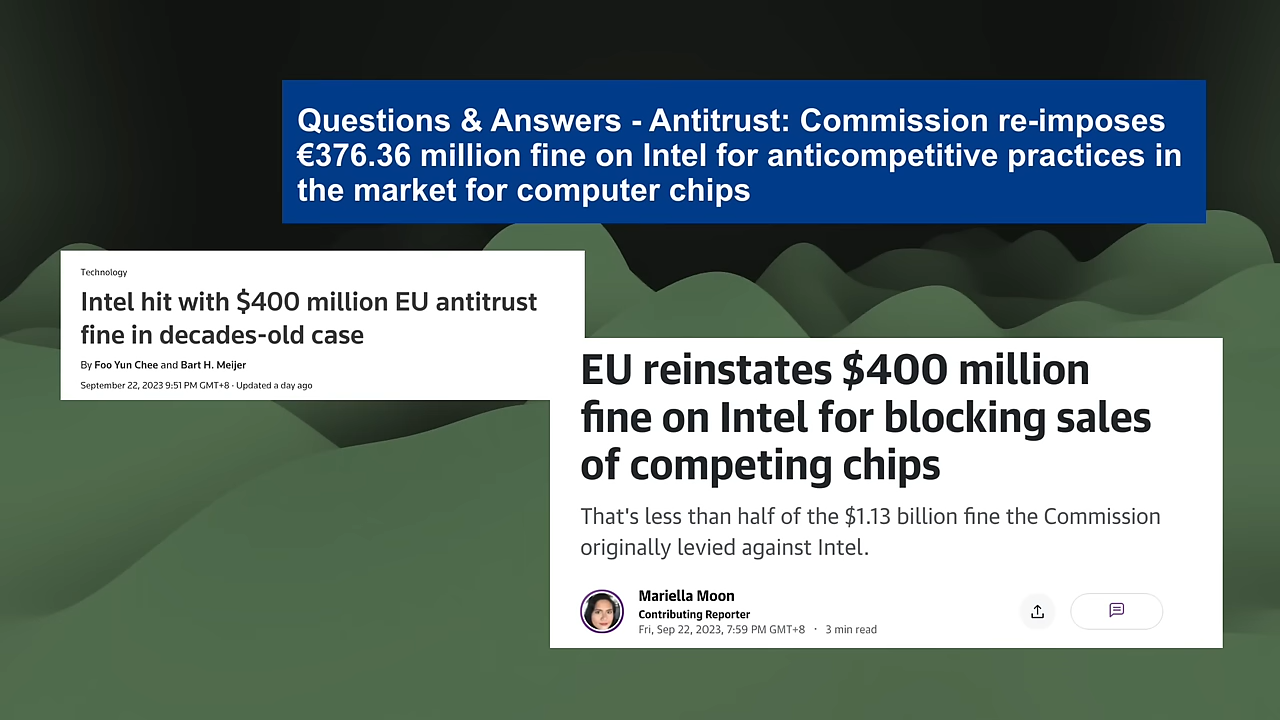 Questions & Answers - Antitrust: Commission re-imposes
€376.36 million fine on Intel for anticompetitive practices in
the market for computer chips
Technology
Intel hit with $400 million EU antitrust
fine in decades-old case
By Foo Yun Chee and Bart H. Meijer
September 22, 2023 9:51 PM GMT+8 · Updated a day ago
EU reinstates $400 million
fine on Intel for blocking sales
of competing chips
That's less than half of the $1.13 billion fine the Commission
originally levied against Intel.
Mariella Moon
Contributing Reporter
Fri, Sep 22, 2023, 7:59 PM GMT+8 · 3 min read